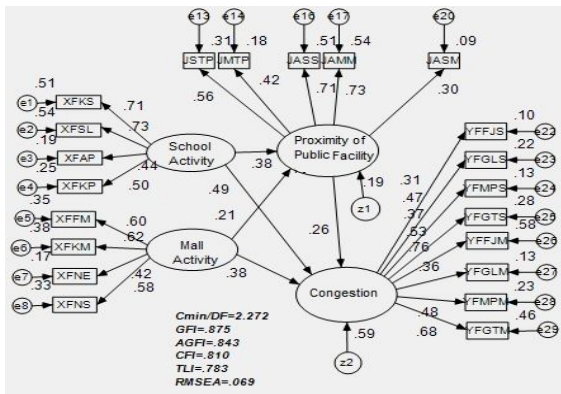 e13 e14 e16 e17 e20
.31 .18 .51 .54 .09
JSTP JMTP JASS JAMM JASM
.56 .42 .71 .73 .30
.51
e1 XFKS .71
.54
e2 XFSL .73
.19
e3 XFAP .44
.25
e4 XFKP .50
.35
e5 XFFM .60
.38
e6 XFKM .62
.17
e7 XFNE .42
.33
e8 XFNS .58
School
Activity
.38
Proximity of
Public Facility
.19
z1
.49
.21
.26
Mall
Activity
.38
Congestion
.59
z2
.10
.31 YFFJS e22
.22
.47 YFGLS e23
.13
.37 YFMPS e24
.28
.53 YFGTS e25
.58
.76 YFFJM e26
.13
.36 YFGLM e27
.23
.48 YFMPM e28
.46
.68 YFGTM e29
Cmin/DF=2.272
GFI=.875
AGFI=.843
CFI=.810
TLI=.783
RMSEA=.069